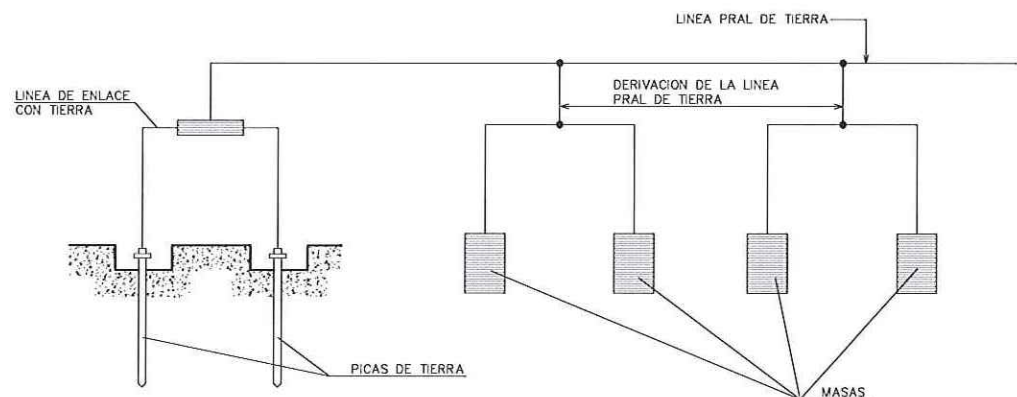 LINEA PRAL DE TIERRA
LINEA DE ENLACE
CON TIERRA
DERIVACION DE LA LINEA
PRAL DE TIERRA
PICAS DE TIERRA
MASAS